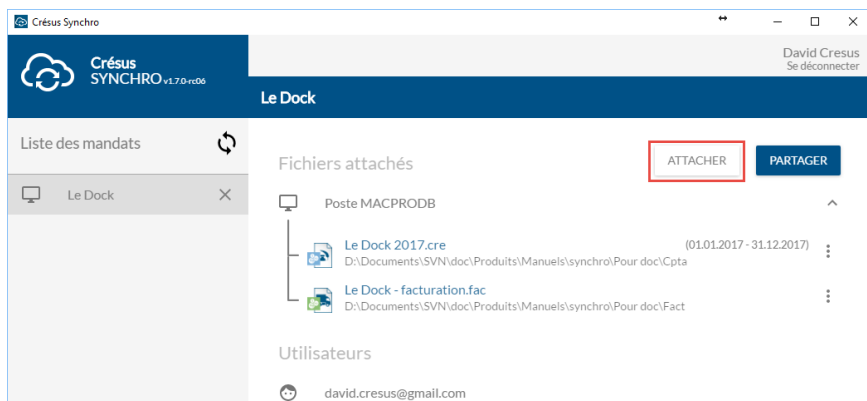 Crésus Synchro
Crésus
SYNCHRO v1.7.0-rc06
David Cresus
Se déconnecter
Le Dock
Liste des mandats
Le Dock
Fichiers attachés
ATTACHER
PARTAGER
Poste MACPRODB
Le Dock 2017.cre
(01.01.2017 - 31.12.2017)
D:\Documents\SVN\doc\Produits\Manuels\synchro\Pour doc\Cpta
Le Dock - facturation.fac
D:\Documents\SVN\doc\Produits\Manuels\synchro\Pour doc\Fact
Utilisateurs
david.cresus@gmail.com